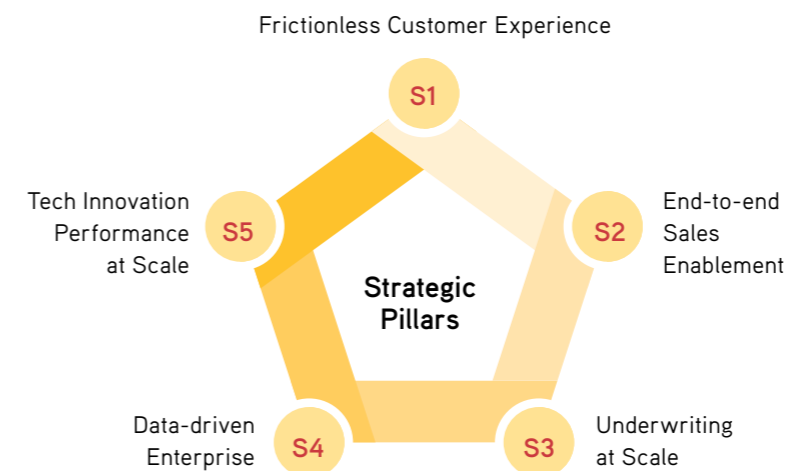 Frictionless Customer Experience
S1
Tech Innovation
Performance
at Scale
S5
S2
End-to-end
Sales
Enablement
Strategic
Pillars
Data-driven
Enterprise
S4
S3
Underwriting
at Scale